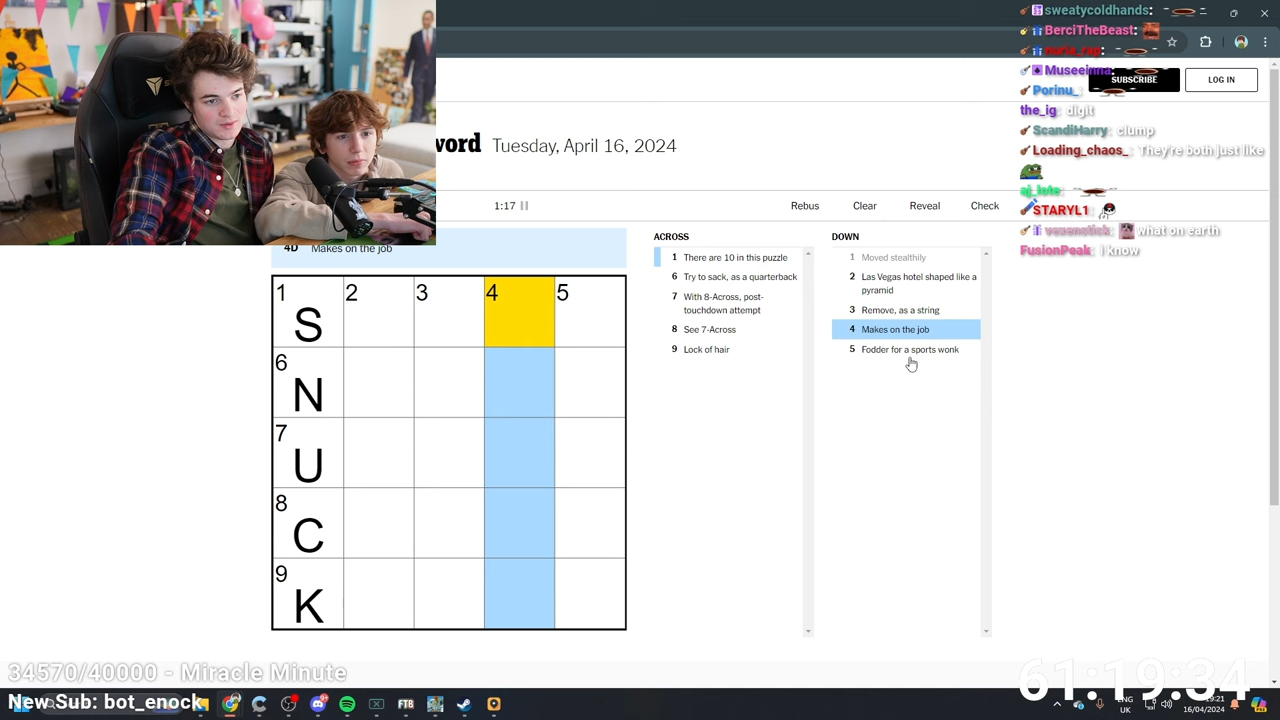 sweatycoldhands:
BerciTheBeast:
Museeinna:
Porinu_:
the_ig: digit
ScandiHarry: clump
Loading_chaos_: They're both just like
STARYL1:
what on earth
FusionPeak: I know
SUBSCRIBE
LOG IN
word Tuesday, April 16, 2024
1:17
Rebus
Clear
Reveal
Check
4D Makes on the job
1 S
2
3
4
5
6 N
7 U
8 C
9 K
ACROSS
1 There are 10 in this puzzle
6 Try to sack, as a quarterback
7 With 8-Across, post-
touchdown attempt
8 See 7-Across
9 Lock of hair
DOWN
1 Moved stealthily
2 Las Vegas hotel shaped like a
pyramid
3 Remove, as a string
4 Makes on the job
5 Fodder for a sports wonk
34570/40000 - Miracle Minute
New Sub: bot_enock
61:19:34
FTB
ENG
UK
19:21
16/04/2024